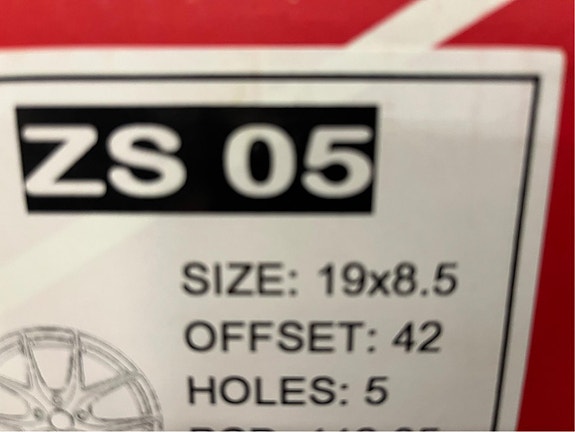 ZS 05
SIZE: 19x8.5
OFFSET: 42
HOLES: 5